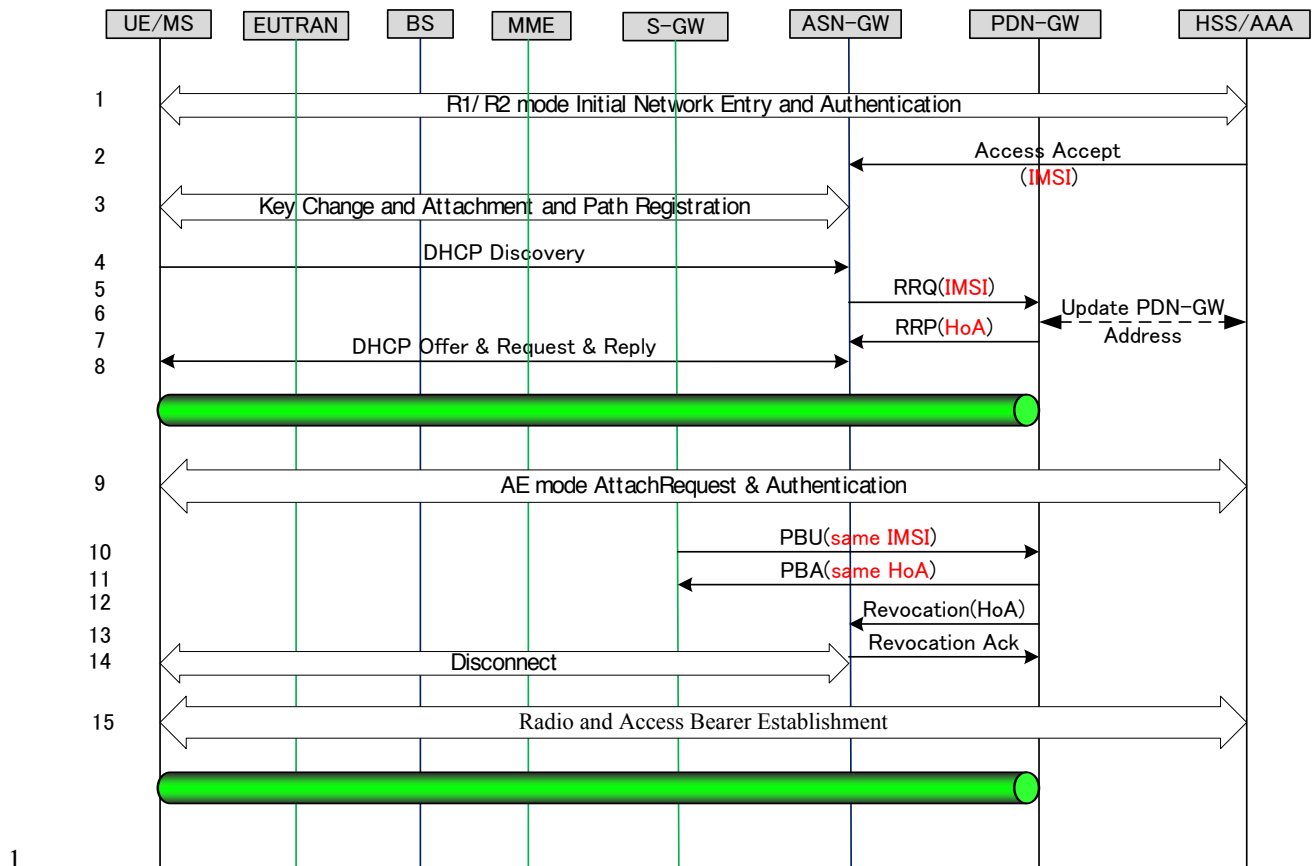 UE/MS EUTRAN BS MME S-GW ASN-GW PDN-GW HSS/AAA
1 R1/ R2 mode Initial Network Entry and Authentication
2 Access Accept
(IMSI)
3 Key Change and Attachment and Path Registration
4 DHCP Discovery
5 RRQ(IMSI)
6 Update PDN-GW
7 RRP(HoA) Address
8 DHCP Offer & Request & Reply
9 AE mode AttachRequest & Authentication
10 PBU(same IMSI)
11 PBA(same HoA)
12 Revocation(HoA)
13 Revocation Ack
14 Disconnect
15 Radio and Access Bearer Establishment
1